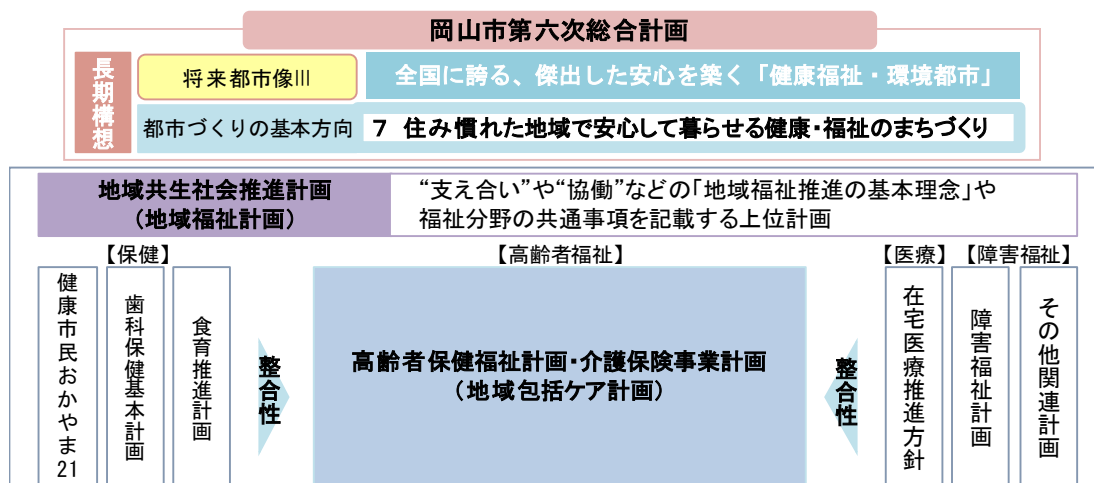 岡山市第六次総合計画
長期構想
将来都市像Ⅲ
全国に誇る、傑出した安心を築く「健康福祉・環境都市」
都市づくりの基本方向
7 住み慣れた地域で安心して暮らせる健康・福祉のまちづくり
地域共生社会推進計画
（地域福祉計画）
“支え合い”や“協働”などの「地域福祉推進の基本理念」や
福祉分野の共通事項を記載する上位計画
【保健】
【高齢者福祉】
【医療】
【障害福祉】
健康市民おかやま21
歯科保健基本計画
食育推進計画
整合性
高齢者保健福祉計画・介護保険事業計画
（地域包括ケア計画）
整合性
在宅医療推進方針
障害福祉計画
その他関連計画